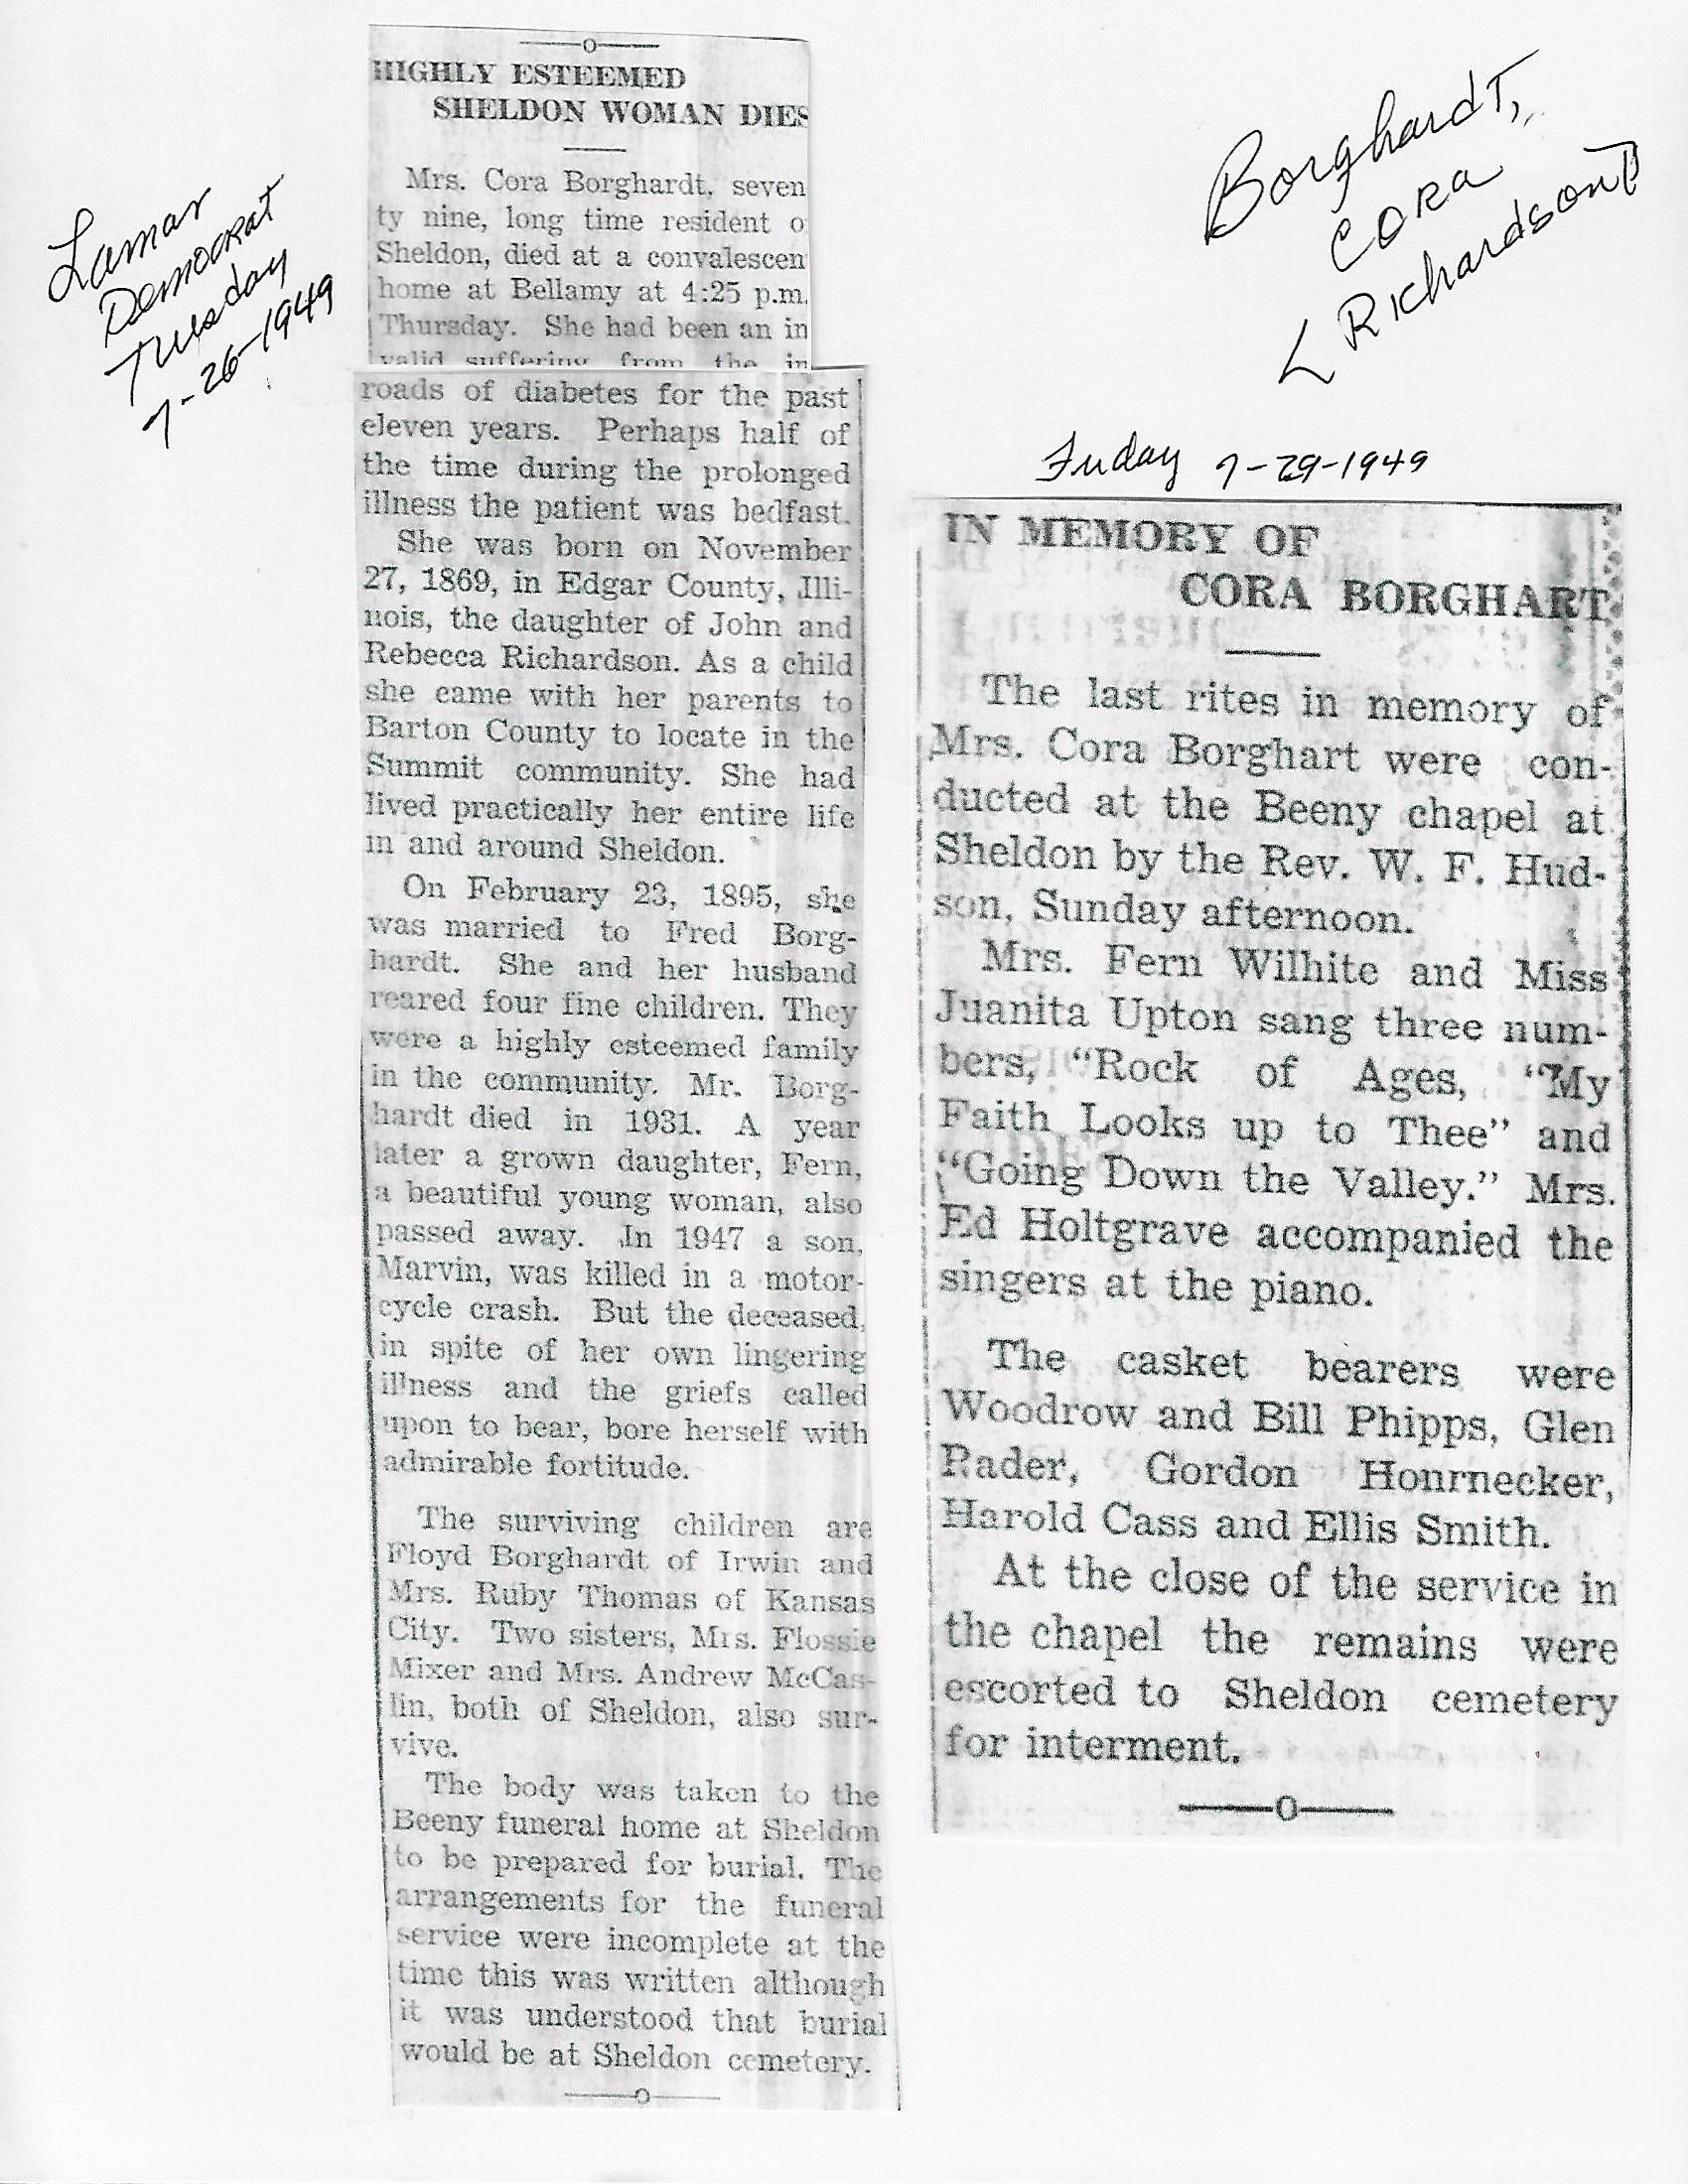 Lamar
Democrat
Tuesday
7-26-1949
HIGHLY ESTEEMED
SHELDON WOMAN DIES
Mrs. Cora Borghardt, seven
ty nine, long time resident o
Sheldon, died at a convalescen
home at Bellamy at 4:25 p.m.
Thursday. She had been an in
valid suffering from the in
roads of diabetes for the past
eleven years. Perhaps half of
the time during the prolonged
illness the patient was bedfast.
She was born on November
27, 1869, in Edgar County, Illi-
nois, the daughter of John and
Rebecca Richardson. As a child
she came with her parents to
Barton County to locate in the
Summit community. She had
lived practically her entire life
in and around Sheldon.
On February 23, 1895, she
was married to Fred Borg-
hardt. She and her husband
reared four fine children. They
were a highly esteemed family
in the community. Mr. Borg-
hardt died in 1931. A year
later a grown daughter, Fern,
a beautiful young woman, also
passed away. In 1947 a son,
Marvin, was killed in a motor-
cycle crash. But the deceased,
in spite of her own lingering
illness and the griefs called
upon to bear, bore herself with
admirable fortitude.
The surviving children are
Floyd Borghardt of Irwin and
Mrs. Ruby Thomas of Kansas
City. Two sisters, Mrs. Flossie
Mixer and Mrs. Andrew McCas-
lin, both of Sheldon, also sur-
vive.
The body was taken to the
Beeny funeral home at Sheldon
to be prepared for burial. The
arrangements for the funeral
service were incomplete at the
time this was written although
it was understood that burial
would be at Sheldon cemetery.
Borghardt,
Cora
L Richardson
Friday 7-29-1949
IN MEMORY OF
CORA BORGHART
The last rites in memory of
Mrs. Cora Borghart were con-
ducted at the Beeny chapel at
Sheldon by the Rev. W. F. Hud-
son, Sunday afternoon.
Mrs. Fern Wilhite and Miss
Juanita Upton sang three num-
bers, "Rock of Ages, "My
Faith Looks up to Thee" and
"Going Down the Valley." Mrs.
Ed Holtgrave accompanied the
singers at the piano.
The casket bearers were
Woodrow and Bill Phipps, Glen
Rader, Gordon Honrnecker,
Harold Cass and Ellis Smith.
At the close of the service in
the chapel the remains were
escorted to Sheldon cemetery
for interment.